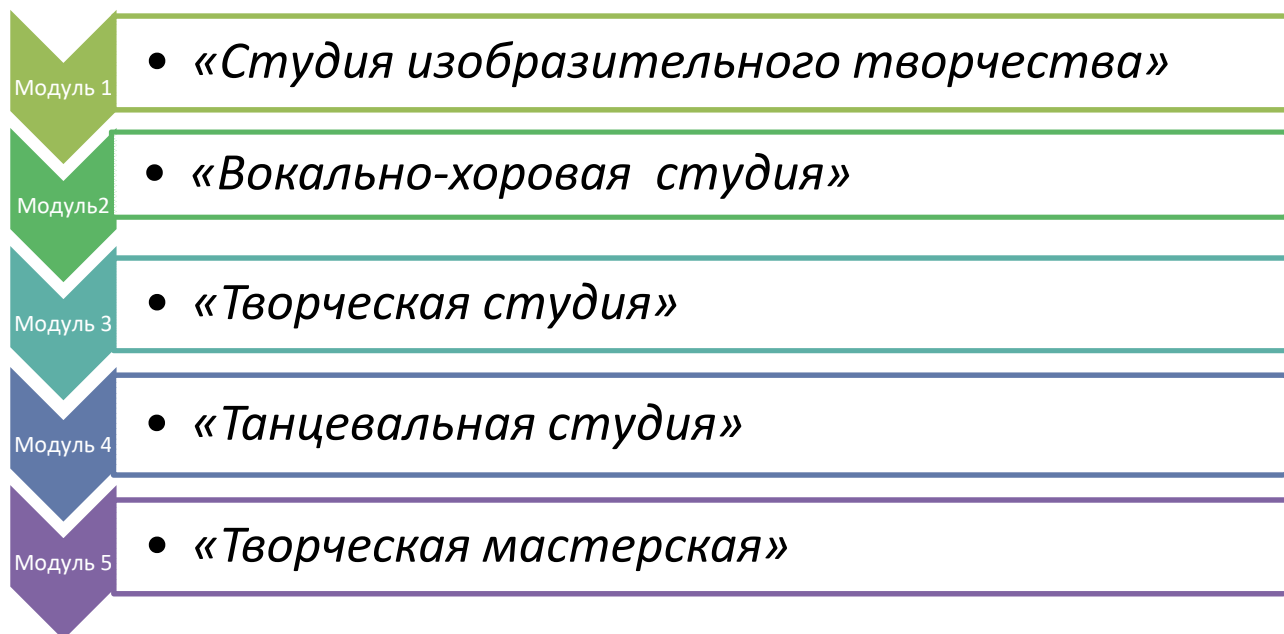 Модуль 1
• «Студия изобразительного творчества»
Модуль2
• «Вокально-хоровая  студия»
Модуль 3
• «Творческая студия»
Модуль 4
• «Танцевальная студия»
Модуль 5
• «Творческая мастерская»